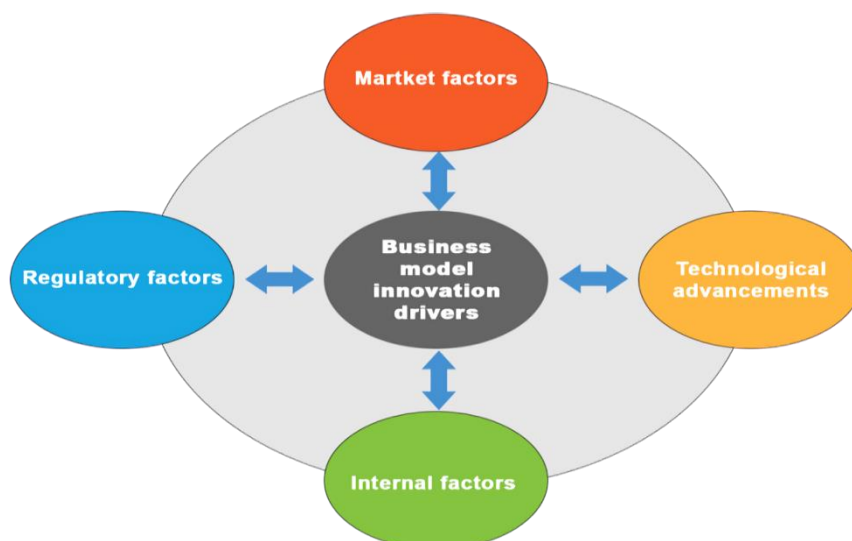 Martket factors
Regulatory factors
Business
model
innovation
drivers
Technological
advancements
Internal factors